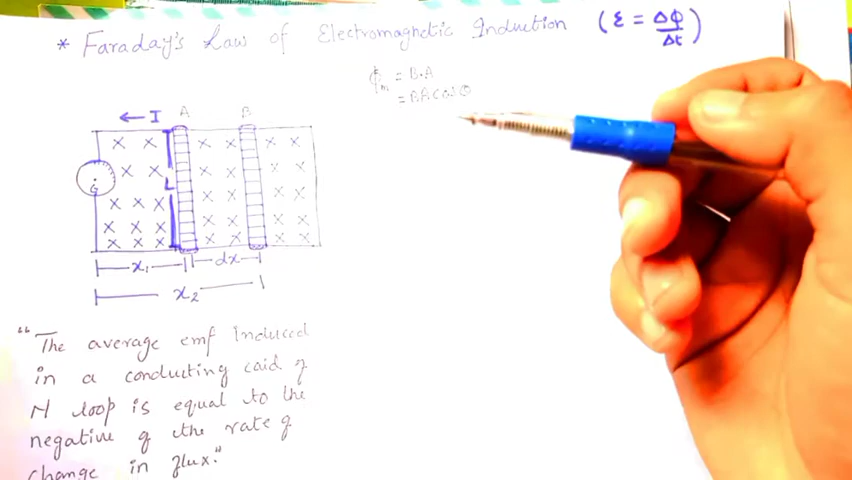 * Faraday's Law of Electromagnetic Induction (ε = Δϕ/Δt)
ϕm = B.A
= BA cos θ
← I A B
G
L
x₁ dx
x₂
"The average emf Induced
in a conducting coid of
N loop is equal to the
negative of the rate of
change in flux."